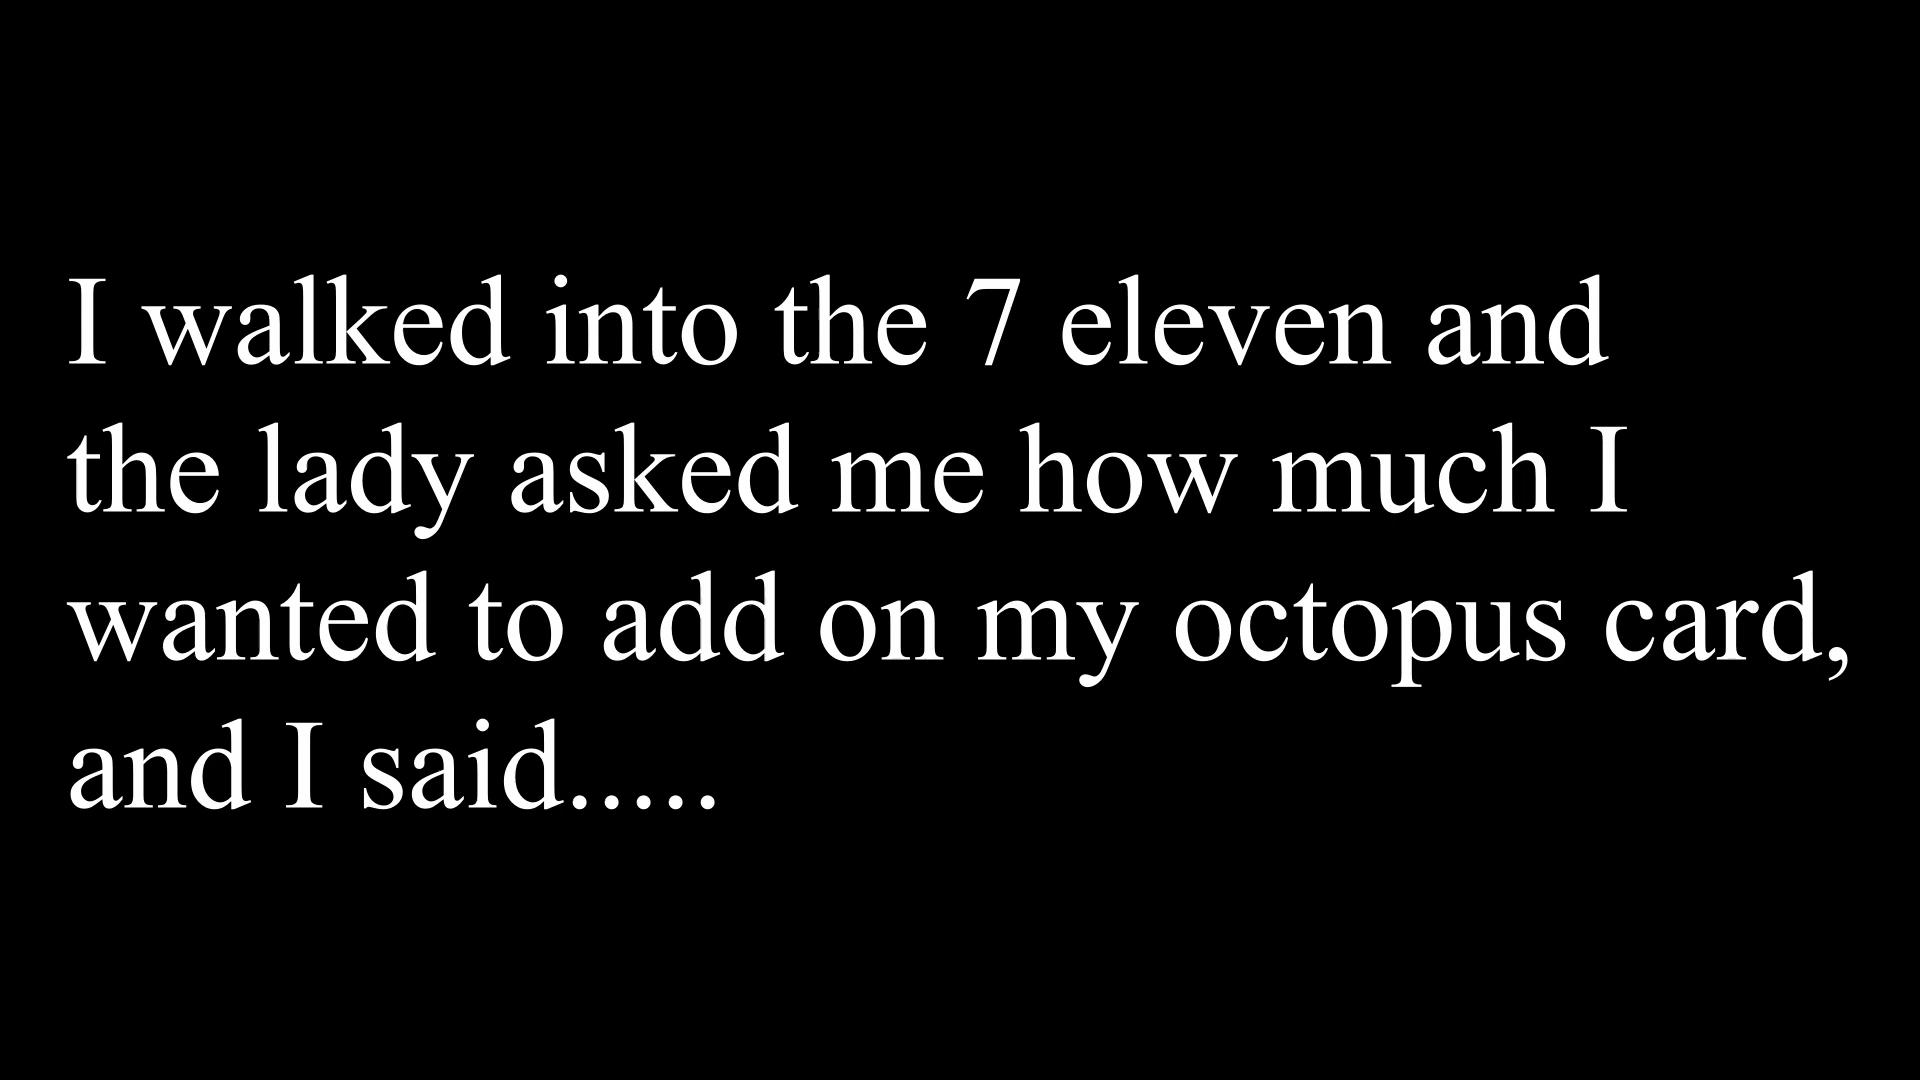 I walked into the 7 eleven and
the lady asked me how much I
wanted to add on my octopus card,
and I said.....